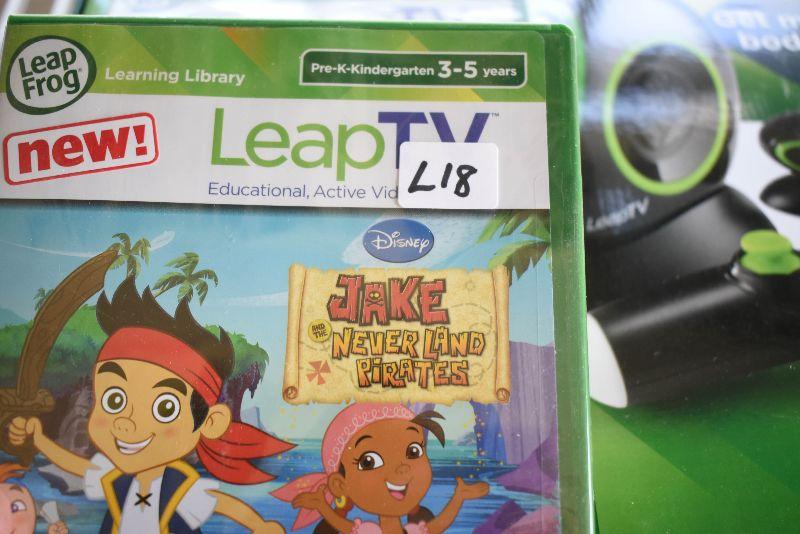 Leap
Frog
Learning Library
Pre-K-Kindergarten 3-5 years
new!
LeapTV™
L18
Educational, Active
Disney
JAKE
AND THE
NEVER LAND
PIRATES
LeapTV